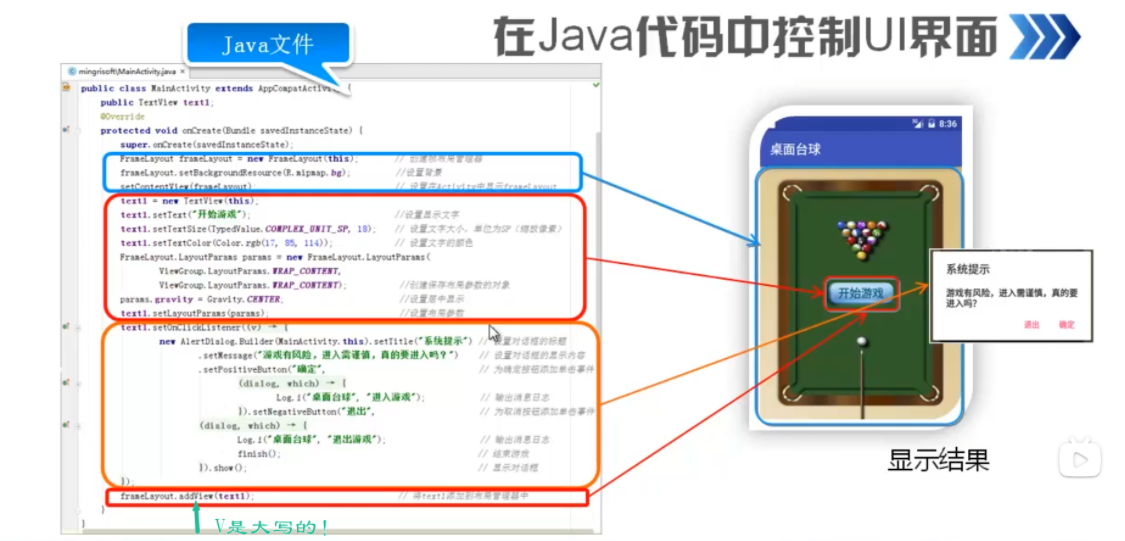 在Java代码中控制UI界面
Java文件
mingrisoft\MainActivity.java ×
public class MainActivity extends AppCompatActivity {
public TextView text1;
@Override
protected void onCreate(Bundle savedInstanceState) {
super.onCreate(savedInstanceState);
FrameLayout frameLayout = new FrameLayout(this); // 创建帧布局管理器
frameLayout.setBackgroundResource(R.mipmap.bg); //设置背景
setContentView(frameLayout) // 设置在Activity中显示frameLayout
text1 = new TextView(this);
text1.setText("开始游戏"); //设置显示文字
text1.setTextSize(TypedValue.COMPLEX_UNIT_SP, 18); // 设置文字大小，单位为SP（缩放像素）
text1.setTextColor(Color.rgb(17, 85, 114)); // 设置文字的颜色
FrameLayout.LayoutParams params = new FrameLayout.LayoutParams(
ViewGroup.LayoutParams.WRAP_CONTENT,
ViewGroup.LayoutParams.WRAP_CONTENT); //创建保存布局参数的对象
params.gravity = Gravity.CENTER; //设置居中显示
text1.setLayoutParams(params); //设置布局参数
text1.setOnClickListener((v) → {
new AlertDialog.Builder(MainActivity.this).setTitle("系统提示") // 设置对话框的标题
.setMessage("游戏有风险，进入需谨慎，真的要进入吗？") // 设置对话框的显示内容
.setPositiveButton("确定", // 为确定按钮添加单击事件
(dialog, which) → {
Log.i("桌面台球", "进入游戏"); // 输出消息日志
}).setNegativeButton("退出", // 为取消按钮添加单击事件
(dialog, which) → {
Log.i("桌面台球", "退出游戏"); // 输出消息日志
finish(); // 结束游戏
}).show(); // 显示对话框
});
frameLayout.addView(text1); // 将text1添加到布局管理器中
}
}
V是大写的！
8:36
桌面台球
开始游戏
系统提示
游戏有风险，进入需谨慎，真的要
进入吗?
退出 确定
显示结果